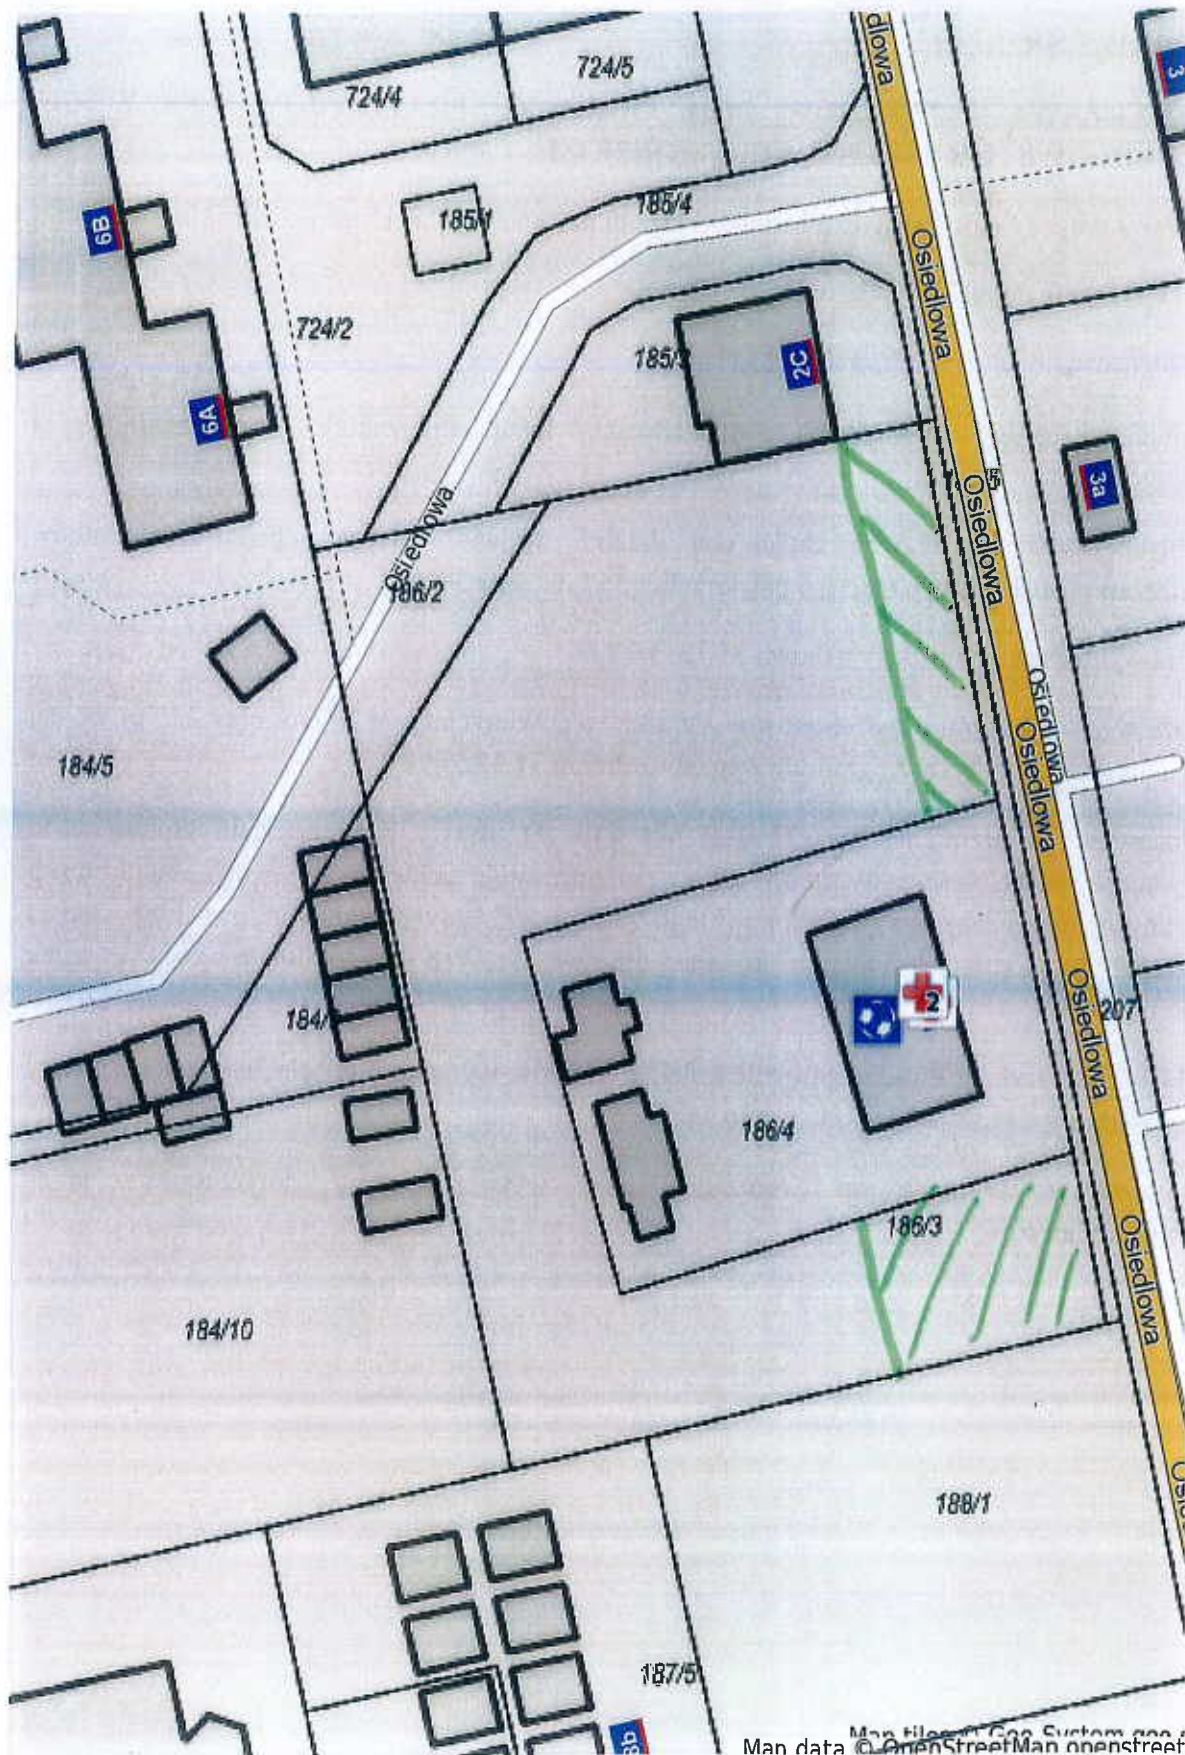 dlowa
3
724/5
724/4
185/1
185/4
6B
Osiedlowa
724/2
185/
2C
6A
Osiedlowa
3a
Osiedlowa
186/2
Osiedlowa
Osiedlowa
184/5
2
207
184/
Osiedlowa
186/4
186/3
Osiedlowa
184/10
188/1
187/5
8b
Map data © OpenStreetMap openstreet